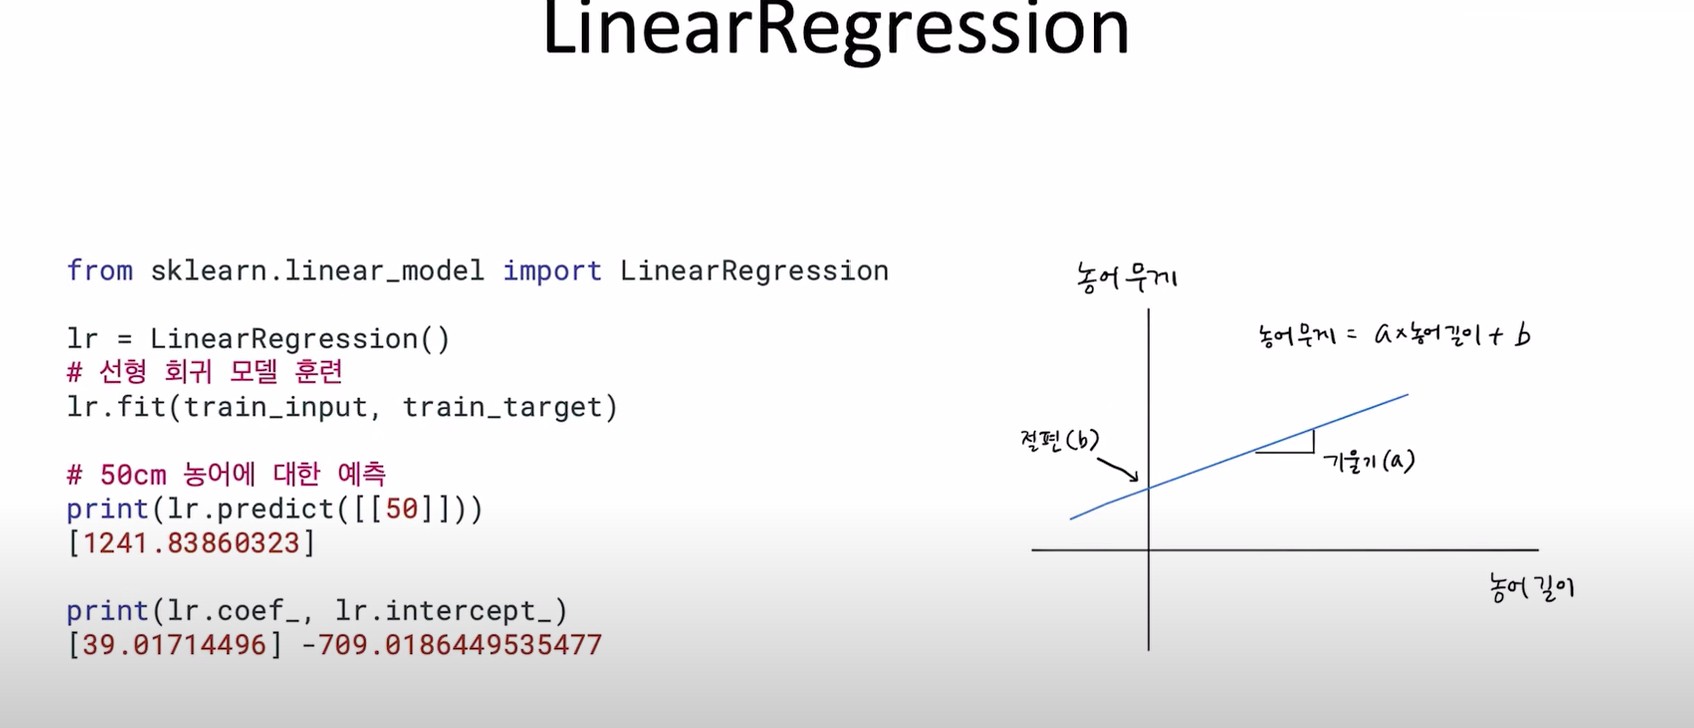 LinearRegression
from sklearn.linear_model import LinearRegression
lr = LinearRegression()
# 선형 회귀 모델 훈련
lr.fit(train_input, train_target)
# 50cm 농어에 대한 예측
print(lr.predict([[50]]))
[1241.83860323]
print(lr.coef_, lr.intercept_)
[39.01714496] -709.0186449535477
농어 무게
농어무게 = a×농어길이 + b
절편(b)
기울기(a)
농어 길이